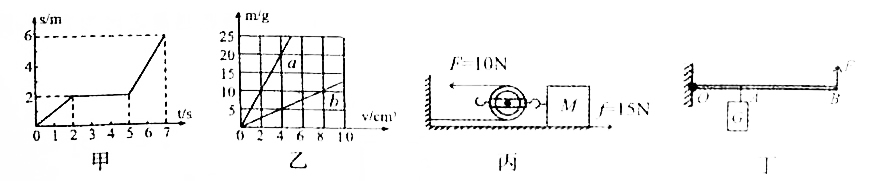 s/m
6
2
0 1 2 3 4 5 6 7
t/s
甲
m/g
25
20
15
10
5
0 2 4 6 8 10
a
b
v/cm³
乙
F=10N
M
f=15N
丙
O
A
B
F
G
丁